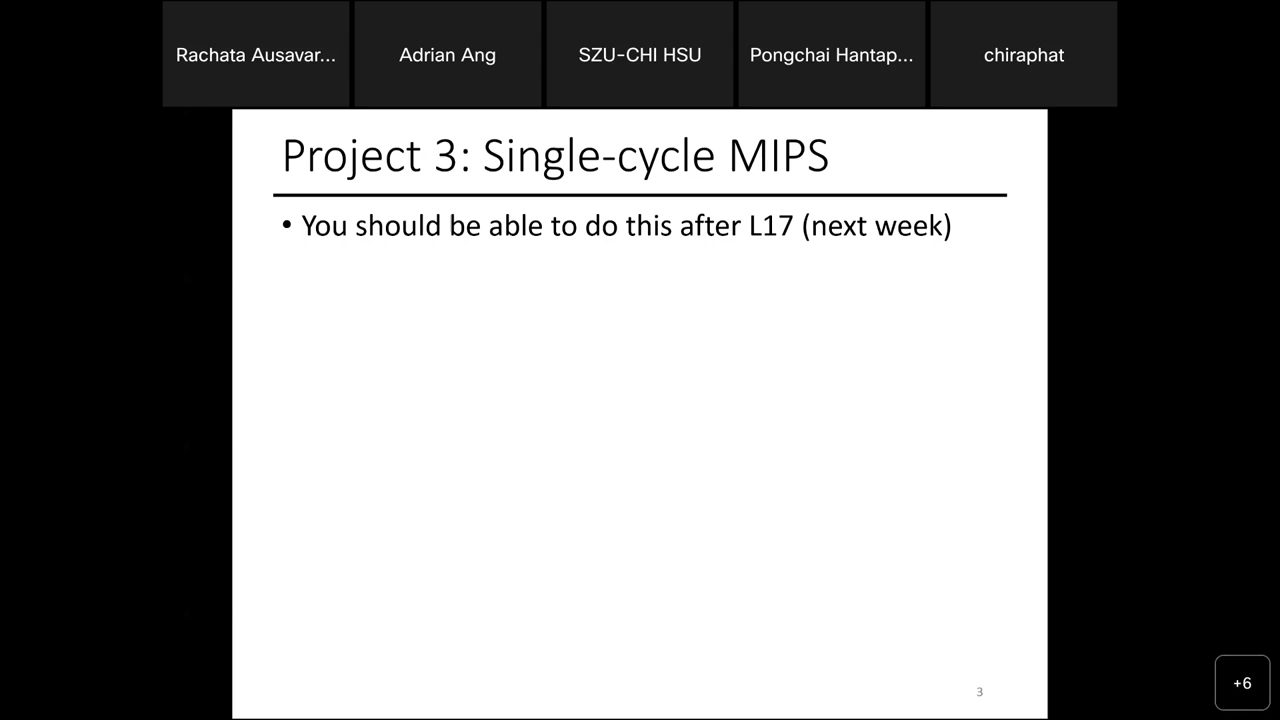 Rachata Ausavar...
Adrian Ang
SZU-CHI HSU
Pongchai Hantap...
chiraphat
Project 3: Single-cycle MIPS
• You should be able to do this after L17 (next week)
3
+6